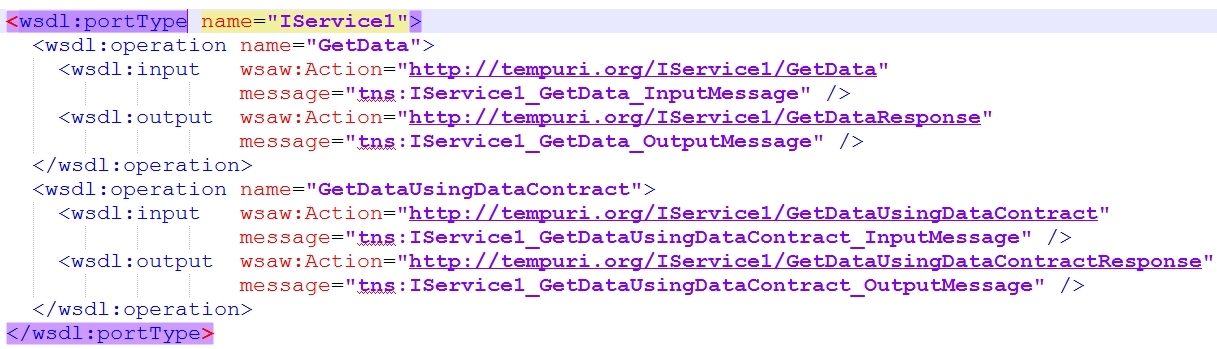 <wsdl:portType name="IService1">
<wsdl:operation name="GetData">
<wsdl:input wsaw:Action="http://tempuri.org/IService1/GetData"
message="tns:IService1_GetData_InputMessage" />
<wsdl:output wsaw:Action="http://tempuri.org/IService1/GetDataResponse"
message="tns:IService1_GetData_OutputMessage" />
</wsdl:operation>
<wsdl:operation name="GetDataUsingDataContract">
<wsdl:input wsaw:Action="http://tempuri.org/IService1/GetDataUsingDataContract"
message="tns:IService1_GetDataUsingDataContract_InputMessage" />
<wsdl:output wsaw:Action="http://tempuri.org/IService1/GetDataUsingDataContractResponse"
message="tns:IService1_GetDataUsingDataContract_OutputMessage" />
</wsdl:operation>
</wsdl:portType>